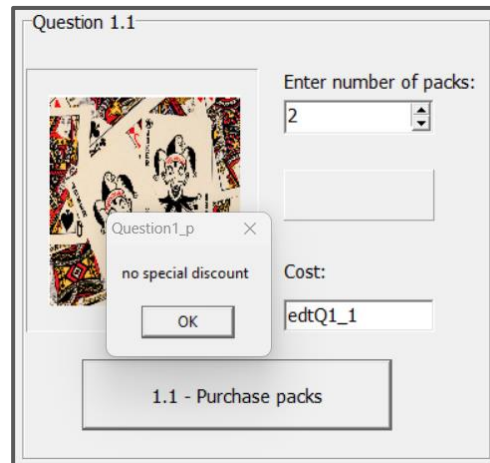 Question 1.1
Enter number of packs:
2
Question1_p
no special discount
OK
Cost:
edtQ1_1
1.1 - Purchase packs